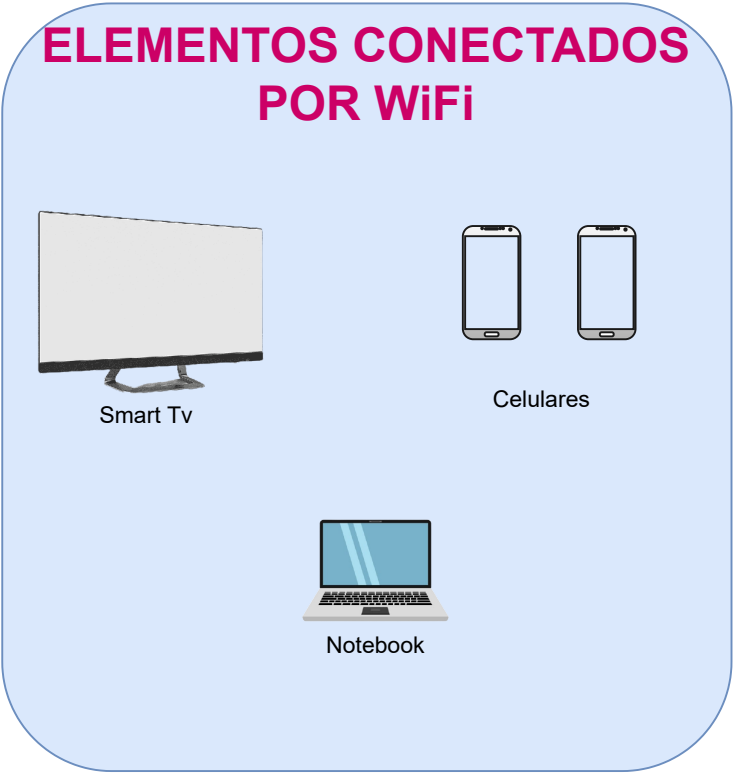 ELEMENTOS CONECTADOS
POR WiFi
Smart Tv
Celulares
Notebook